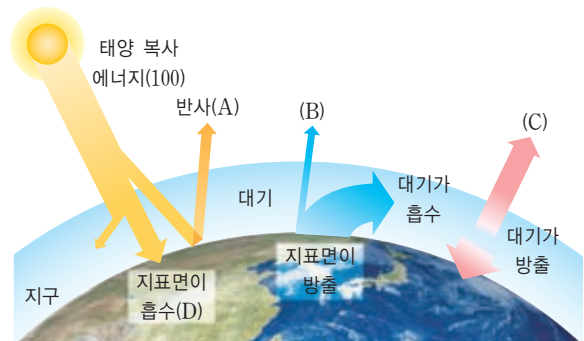 태양 복사
에너지(100)
반사(A)
(B)
(C)
대기
대기가
흡수
대기가
방출
지표면이
방출
지구
지표면이
흡수(D)